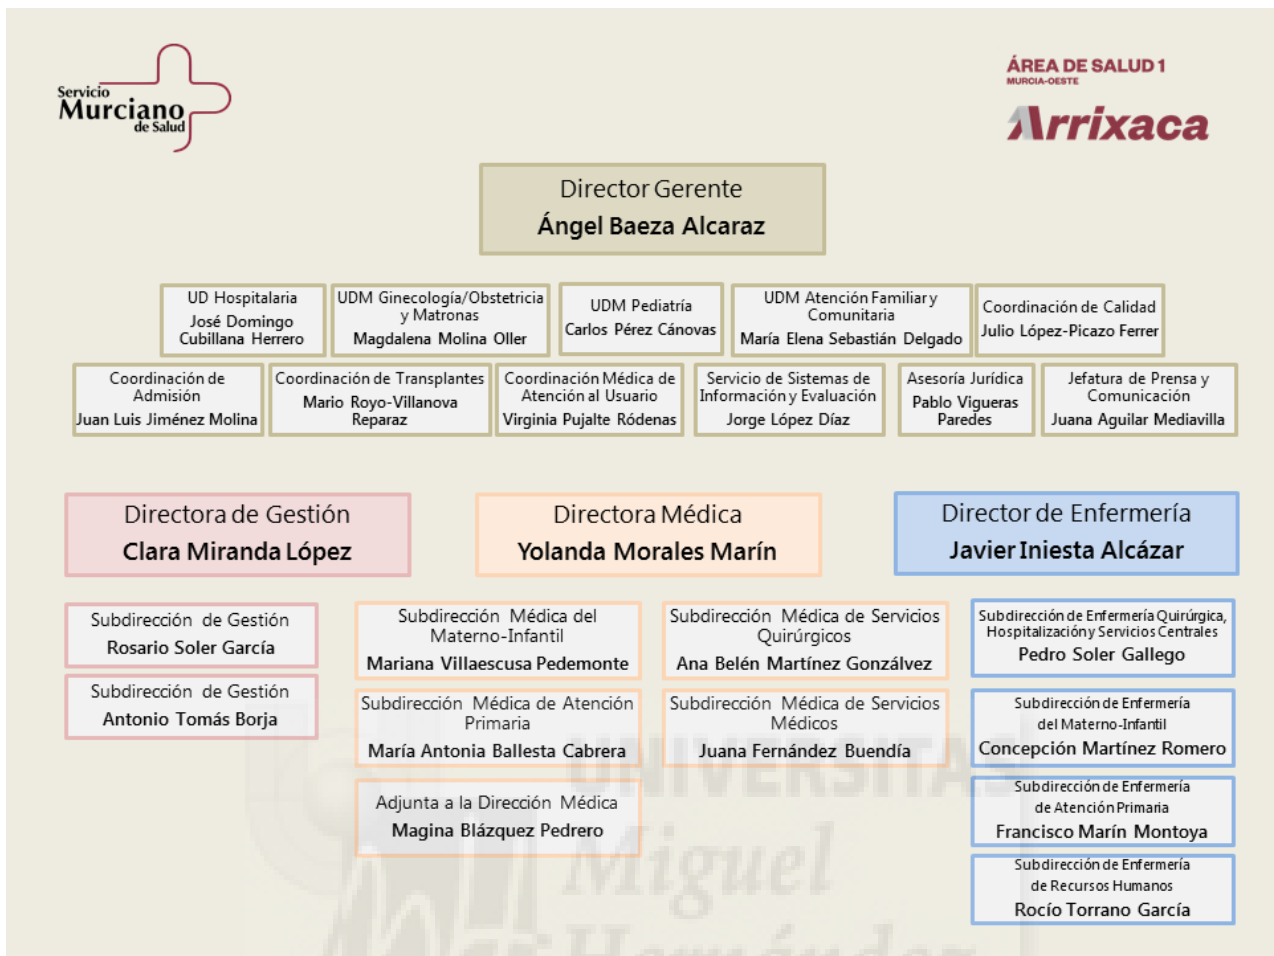 Servicio
Murciano
de Salud
ÁREA DE SALUD 1
MURCIA-OESTE
Arrixaca
Director Gerente
Ángel Baeza Alcaraz
UD Hospitalaria
José Domingo
Cubillana Herrero
UDM Ginecología/Obstetricia
y Matronas
Magdalena Molina Oller
UDM Pediatría
Carlos Pérez Cánovas
UDM Atención Familiar y
Comunitaria
María Elena Sebastián Delgado
Coordinación de Calidad
Julio López-Picazo Ferrer
Coordinación de
Admisión
Juan Luis Jiménez Molina
Coordinación de Transplantes
Mario Royo-Villanova
Reparaz
Coordinación Médica de
Atención al Usuario
Virginia Pujalte Ródenas
Servicio de Sistemas de
Información y Evaluación
Jorge López Díaz
Asesoría Jurídica
Pablo Vigueras
Paredes
Jefatura de Prensa y
Comunicación
Juana Aguilar Mediavilla
Directora de Gestión
Clara Miranda López
Subdirección de Gestión
Rosario Soler García
Subdirección de Gestión
Antonio Tomás Borja
Directora Médica
Yolanda Morales Marín
Subdirección Médica del
Materno-Infantil
Mariana Villaescusa Pedemonte
Subdirección Médica de Servicios
Quirúrgicos
Ana Belén Martínez Gonzálvez
Subdirección Médica de Atención
Primaria
María Antonia Ballesta Cabrera
Subdirección Médica de Servicios
Médicos
Juana Fernández Buendía
Adjunta a la Dirección Médica
Magina Blázquez Pedrero
Director de Enfermería
Javier Iniesta Alcázar
Subdirección de Enfermería Quirúrgica,
Hospitalización y Servicios Centrales
Pedro Soler Gallego
Subdirección de Enfermería
del Materno-Infantil
Concepción Martínez Romero
Subdirección de Enfermería
de Atención Primaria
Francisco Marín Montoya
Subdirección de Enfermería
de Recursos Humanos
Rocío Torrano García
UNIVERSITAS
Miguel
Hernández